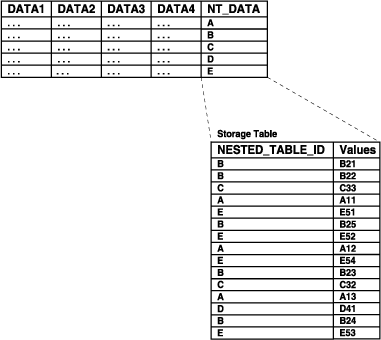 DATA1 DATA2 DATA3 DATA4 NT_DATA
... ... ... ... A
... ... ... ... B
... ... ... ... C
... ... ... ... D
... ... ... ... E
Storage Table
NESTED_TABLE_ID Values
B B21
B B22
C C33
A A11
E E51
B B25
E E52
A A12
E E54
B B23
C C32
A A13
D D41
B B24
E E53